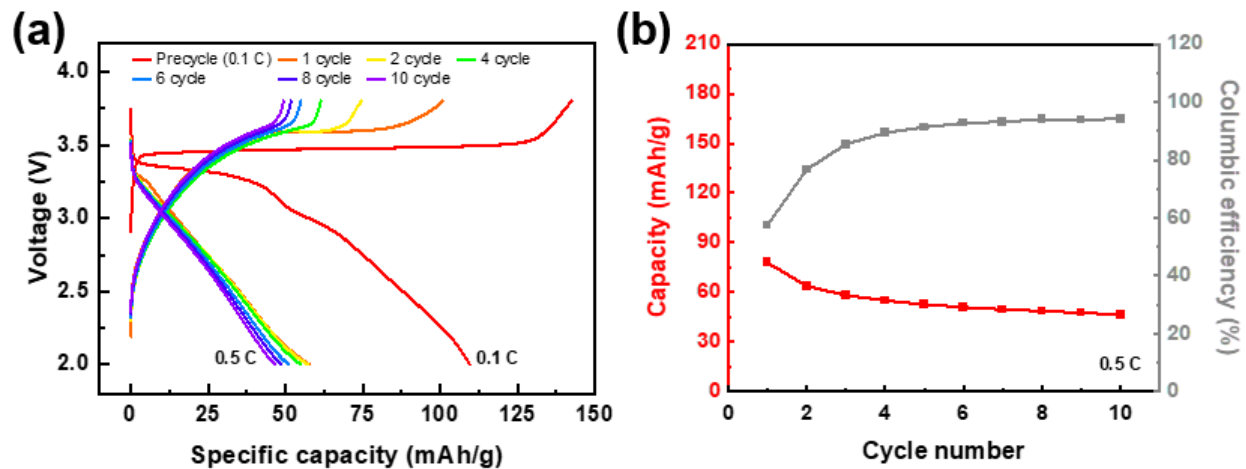 (a)
Precycle (0.1 C) 1 cycle 2 cycle 4 cycle
6 cycle 8 cycle 10 cycle
4.0
3.5
3.0
2.5
2.0
Voltage (V)
0.5 C 0.1 C
0 25 50 75 100 125 150
Specific capacity (mAh/g)
(b)
210
180
150
120
90
60
30
0
Capacity (mAh/g)
120
100
80
60
40
20
0
Columbic efficiency (%)
0.5 C
0 2 4 6 8 10
Cycle number